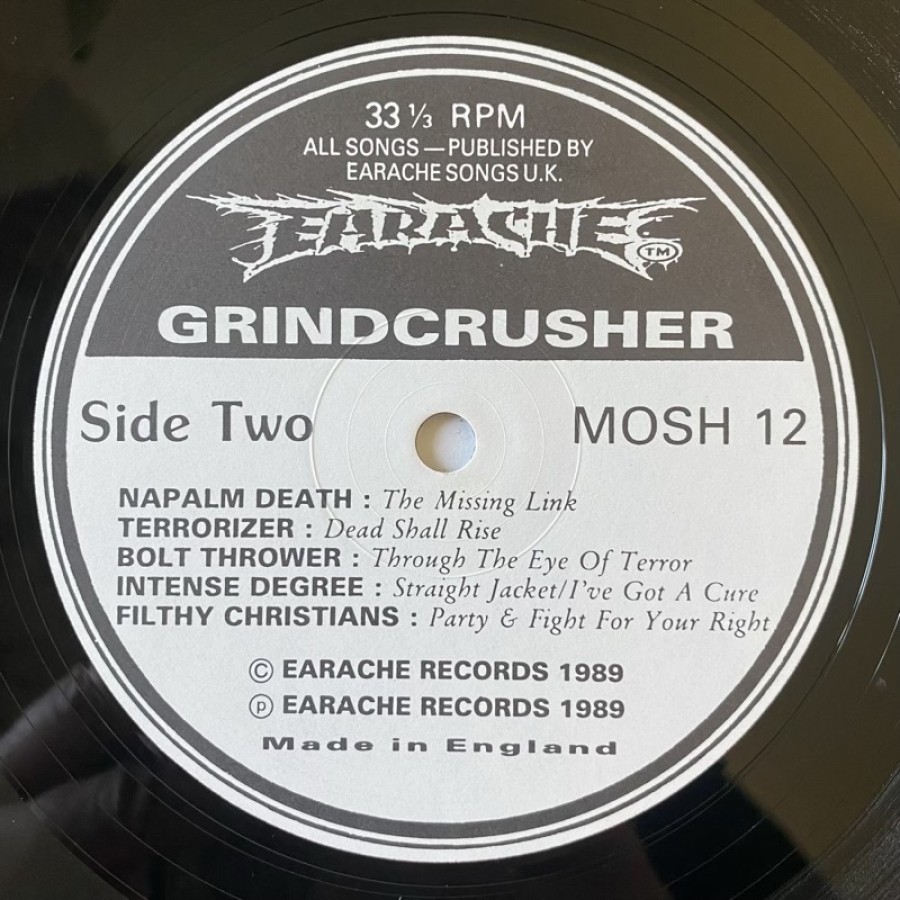 33 ⅓ RPM
ALL SONGS — PUBLISHED BY
EARACHE SONGS U.K.
EARACHE TM
GRINDCRUSHER
Side Two MOSH 12
NAPALM DEATH : The Missing Link
TERRORIZER : Dead Shall Rise
BOLT THROWER : Through The Eye Of Terror
INTENSE DEGREE : Straight Jacket/I've Got A Cure
FILTHY CHRISTIANS : Party & Fight For Your Right
© EARACHE RECORDS 1989
℗ EARACHE RECORDS 1989
Made in England